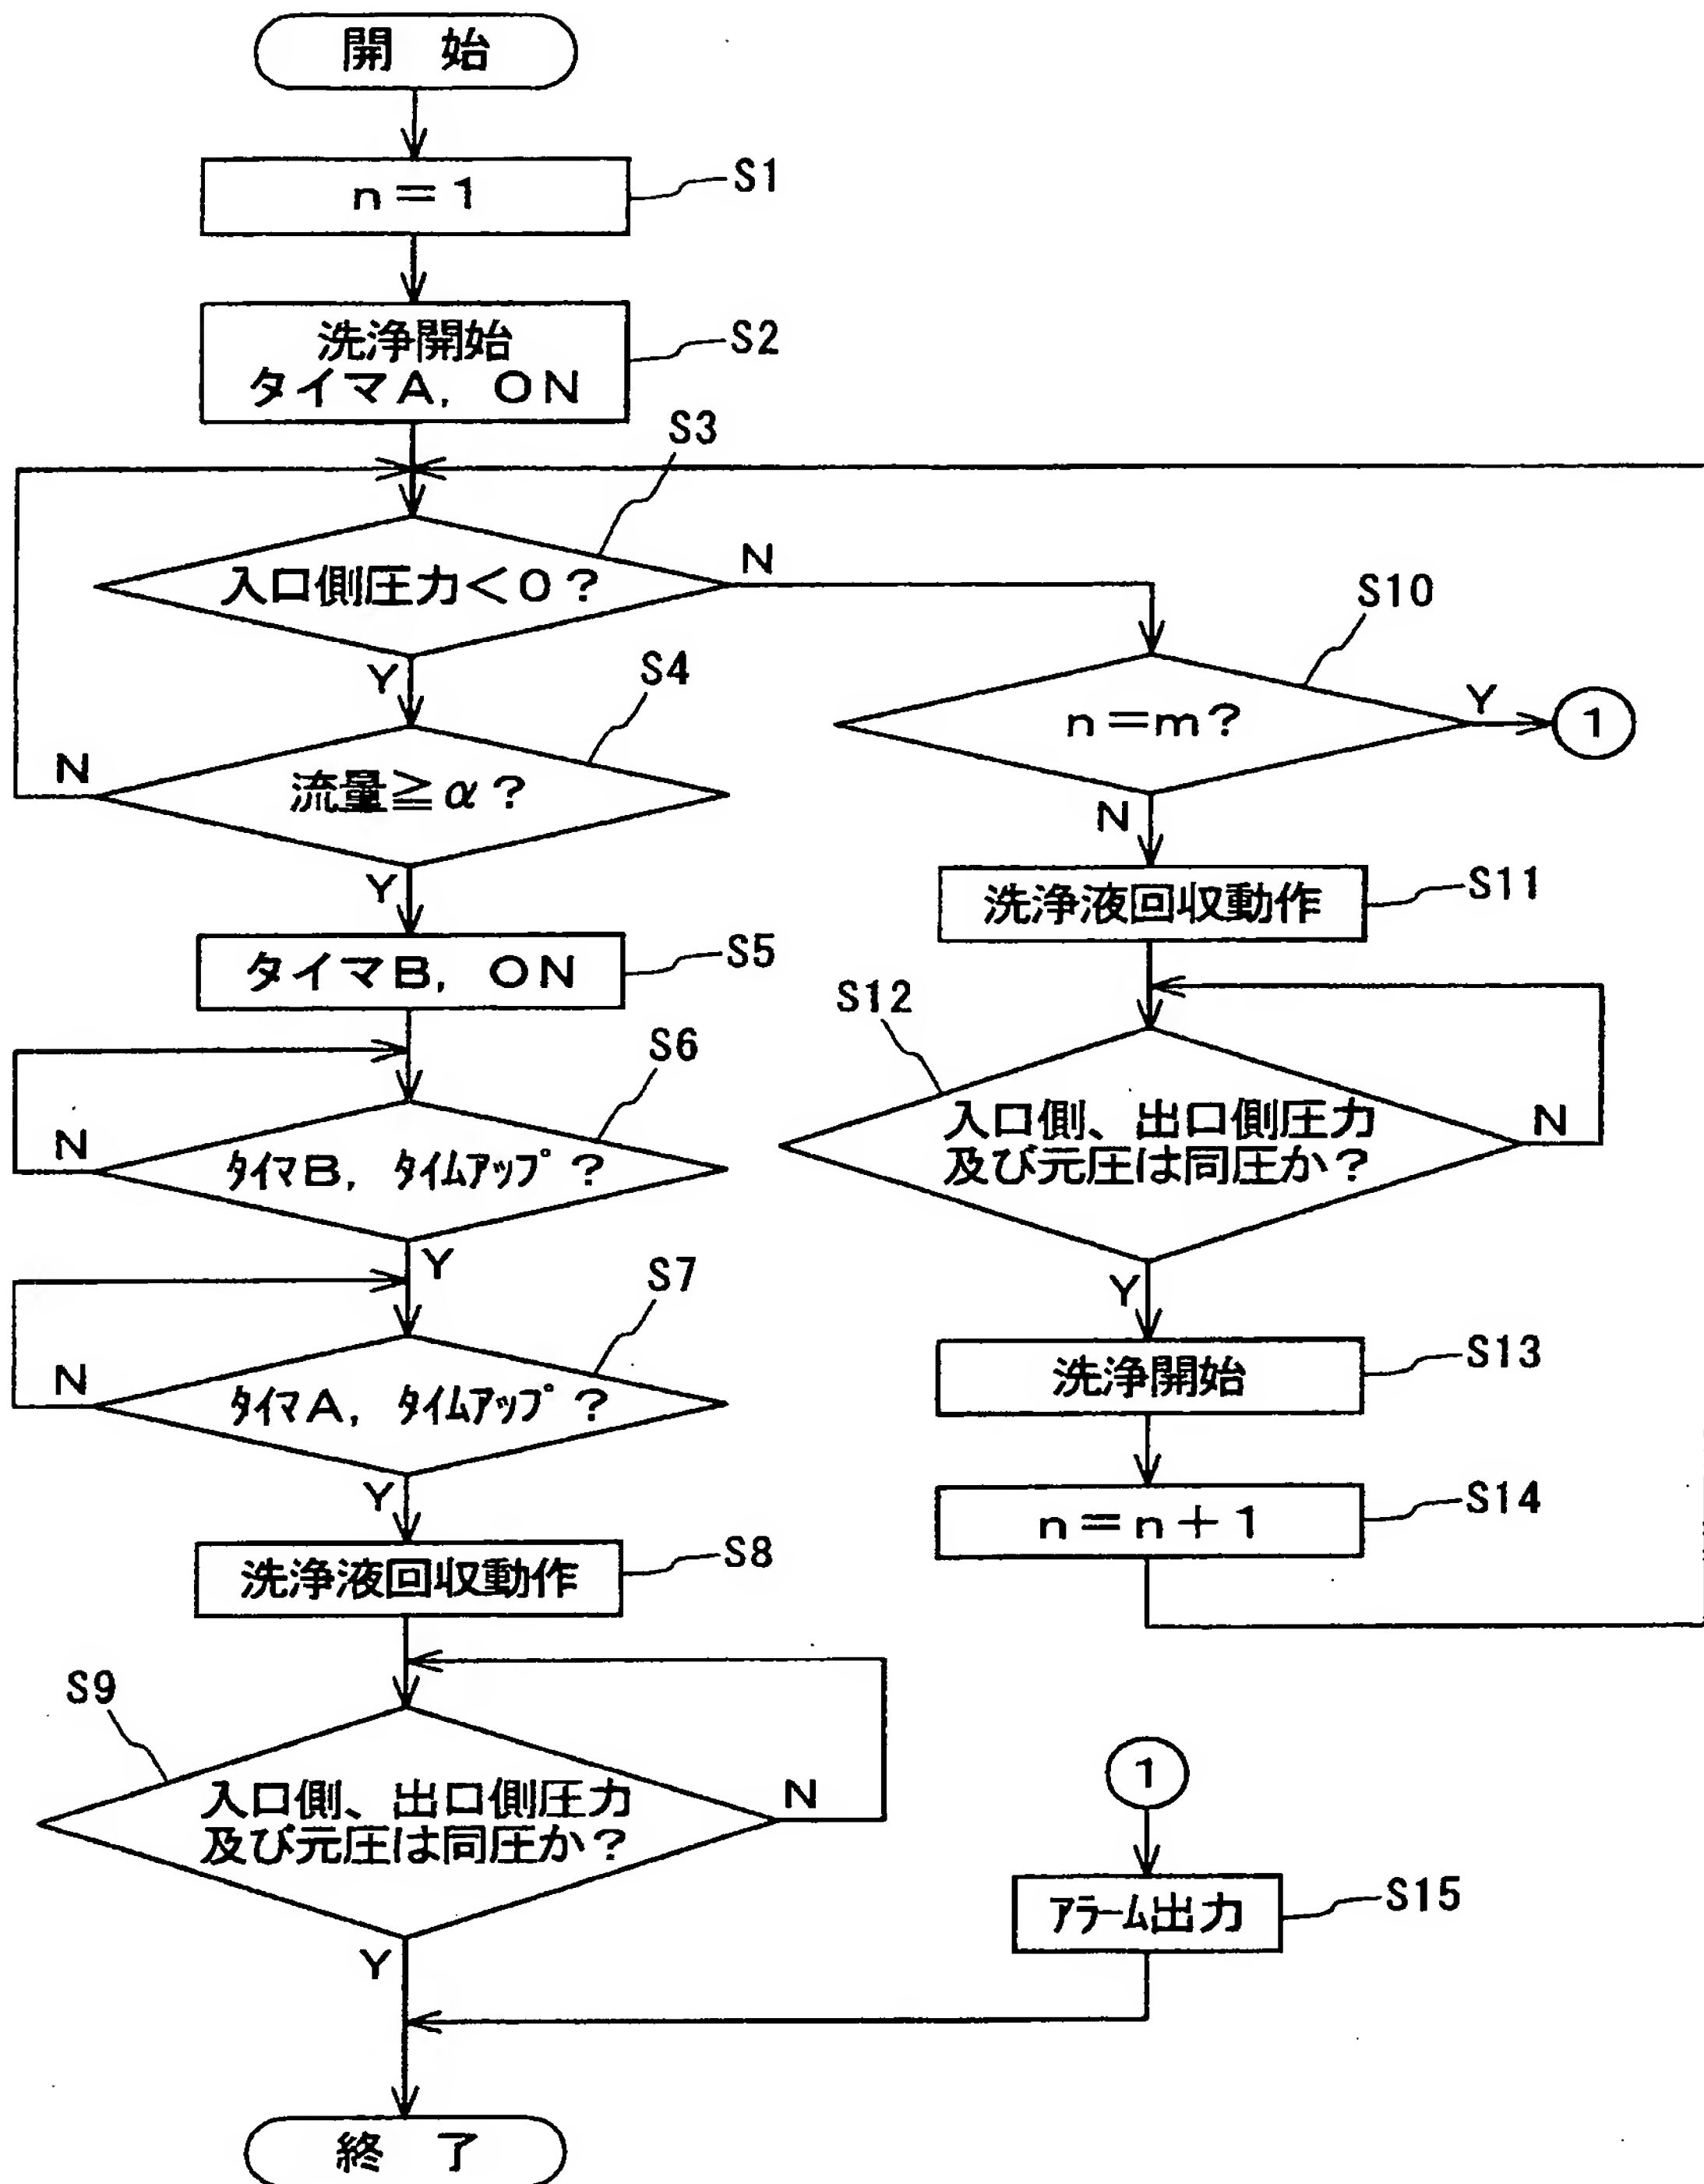 開 始
n=1
S1
洗浄開始
タイマA, ON
S2
S3
入口側圧力<0?
N
Y
S4
流量≧α?
N
Y
タイマB, ON
S5
S6
タイマB, タイムアップ?
N
Y
S7
タイマA, タイムアップ?
N
Y
洗浄液回収動作
S8
S9
入口側、出口側圧力
及び元圧は同圧か?
N
Y
終 了
S10
n=m?
Y
1
N
洗浄液回収動作
S11
S12
入口側、出口側圧力
及び元圧は同圧か?
N
Y
洗浄開始
S13
n=n+1
S14
1
アラーム出力
S15